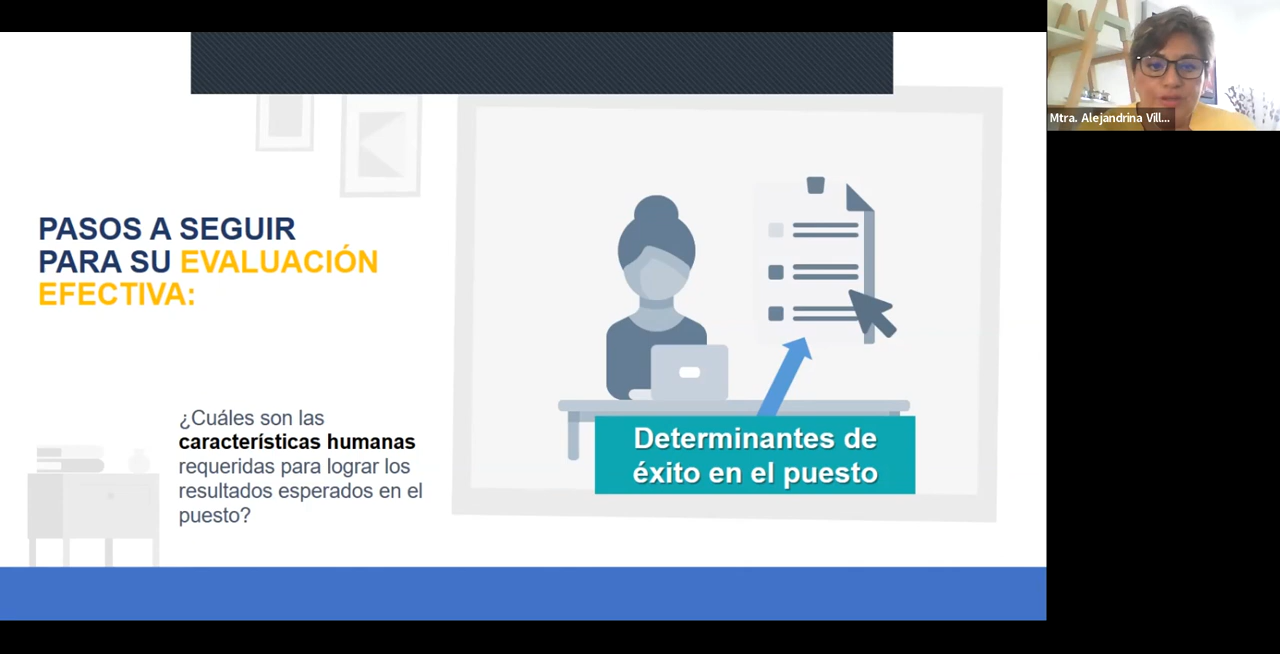 PASOS A SEGUIR
PARA SU EVALUACIÓN
EFECTIVA:
¿Cuáles son las
características humanas
requeridas para lograr los
resultados esperados en el
puesto?
Determinantes de
éxito en el puesto
Mtra. Alejandrina Vill...